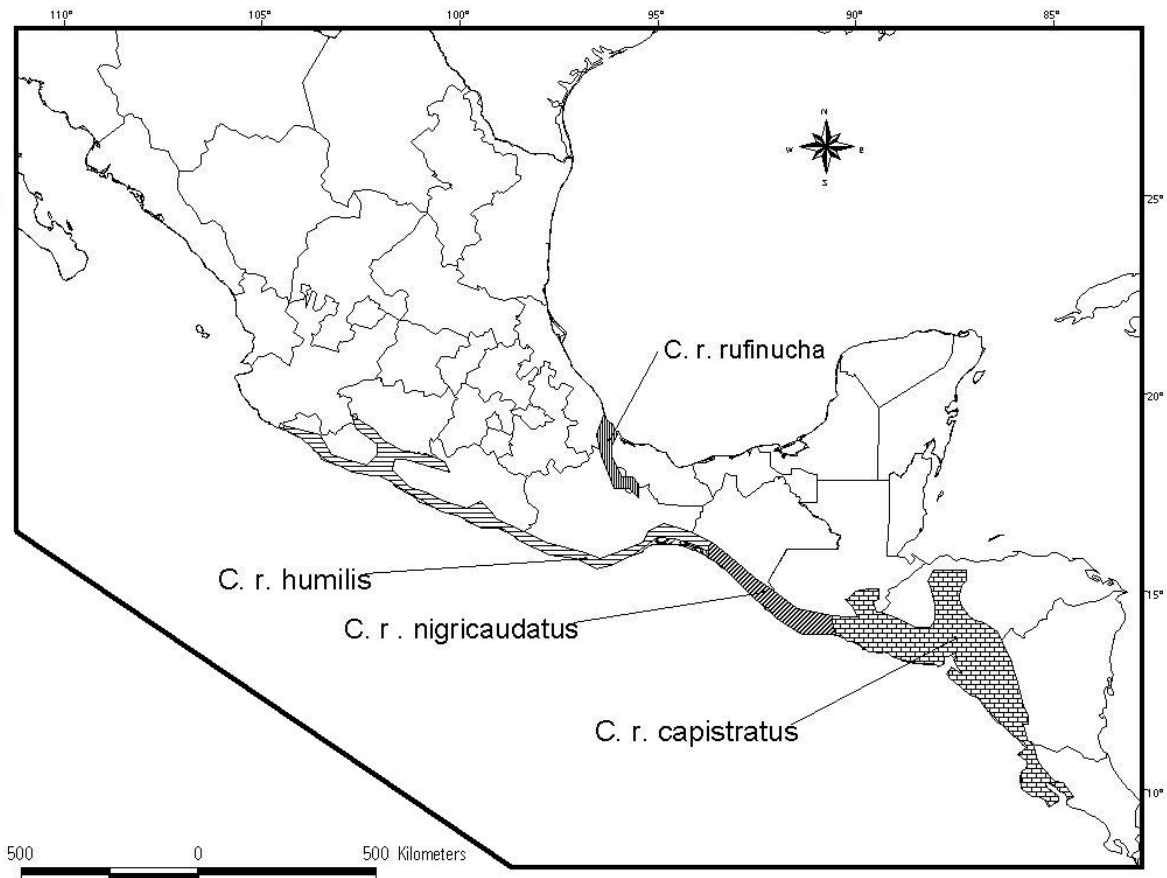 110° 105° 100° 95° 90° 85°
N
W E
S
25°
C. r. rufinucha
20°
C. r. humilis
15°
C. r . nigricaudatus
C. r. capistratus
10°
500 0 500 Kilometers